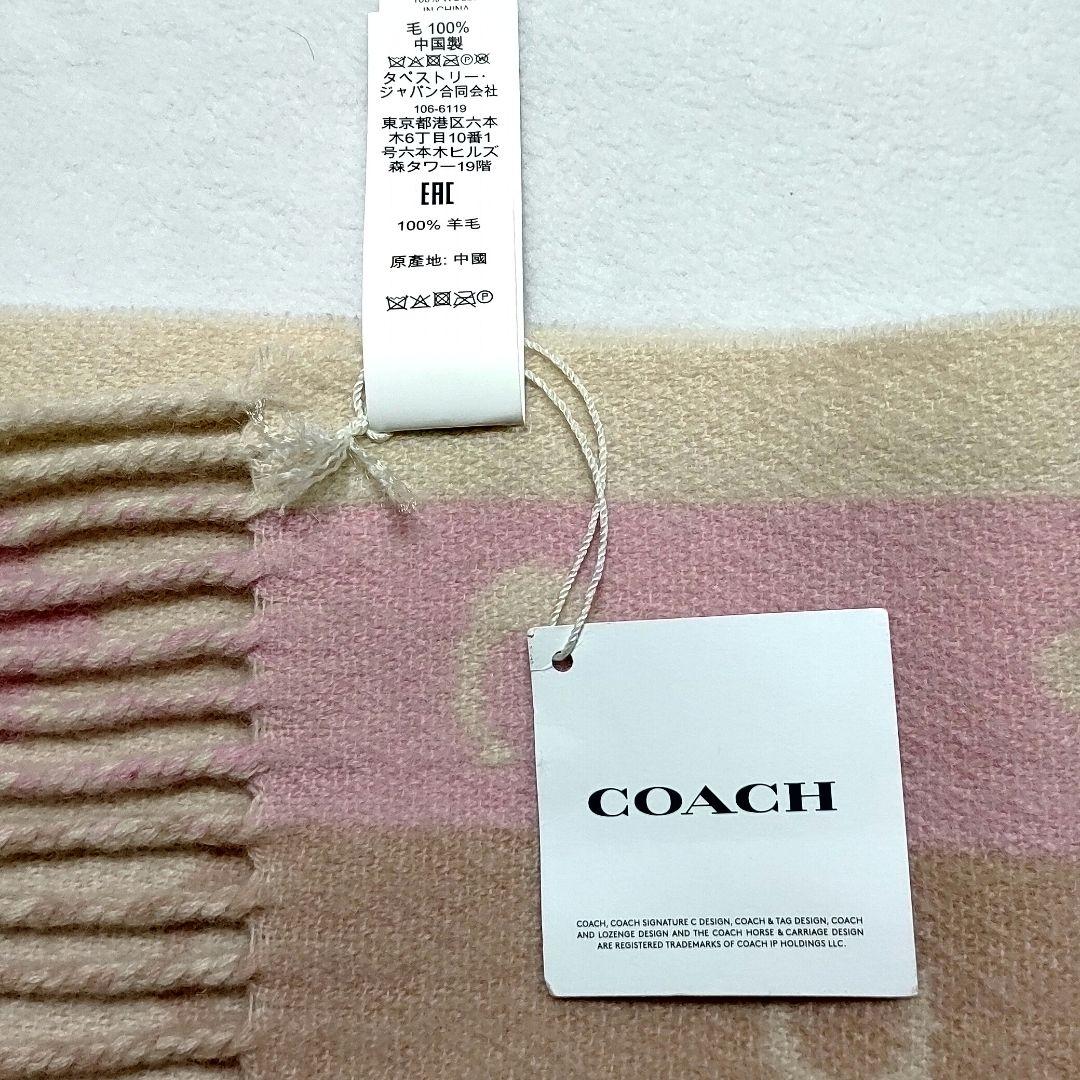 IN CHINA
毛 100%
中国製
タペストリー・
ジャパン合同会社
106-6119
東京都港区六本
木6丁目10番1
号六本木ヒルズ
森タワー19階
EAC
100% 羊毛
原產地: 中國
COACH
COACH, COACH SIGNATURE C DESIGN, COACH & TAG DESIGN, COACH
AND LOZENGE DESIGN AND THE COACH HORSE & CARRIAGE DESIGN
ARE REGISTERED TRADEMARKS OF COACH IP HOLDINGS LLC.